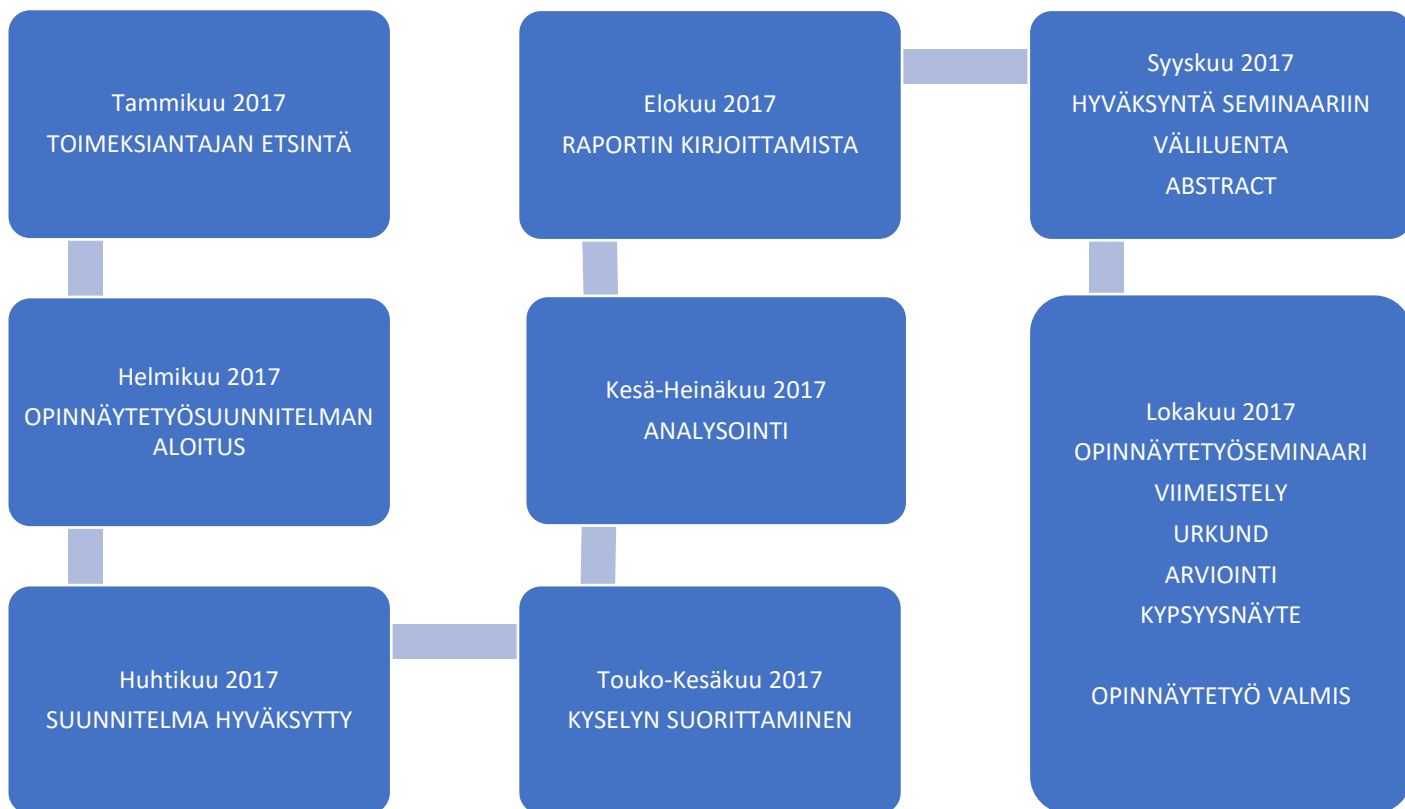 Tammikuu 2017
TOIMEKSIANTAJAN ETSINTÄ
Helmikuu 2017
OPINNÄYTETYÖSUUNNITELMAN
ALOITUS
Huhtikuu 2017
SUUNNITELMA HYVÄKSYTTY
Touko-Kesäkuu 2017
KYSELYN SUORITTAMINEN
Kesä-Heinäkuu 2017
ANALYSOINTI
Elokuu 2017
RAPORTIN KIRJOITTAMISTA
Syyskuu 2017
HYVÄKSYNTÄ SEMINAARIIN
VÄLILUENTA
ABSTRACT
Lokakuu 2017
OPINNÄYTETYÖSEMINAARI
VIIMEISTELY
URKUND
ARVIOINTI
KYPSYYSNÄYTE
OPINNÄYTETYÖ VALMIS